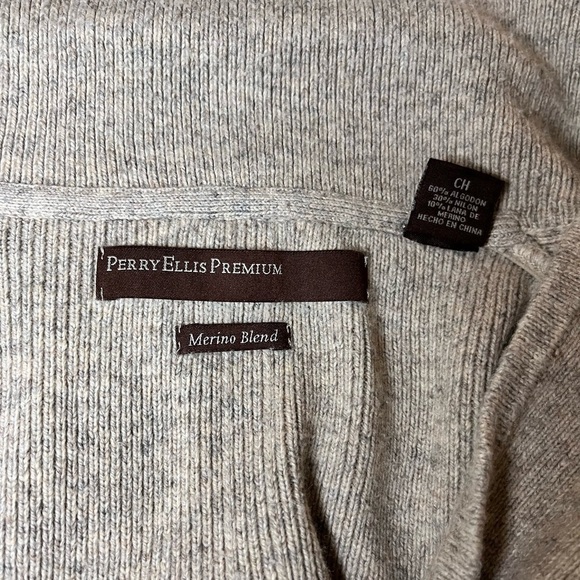 CH
60% ALGODON
30% NILON
10% LANA DE
MERINO
HECHO EN CHINA
PERRY ELLIS PREMIUM
Merino Blend